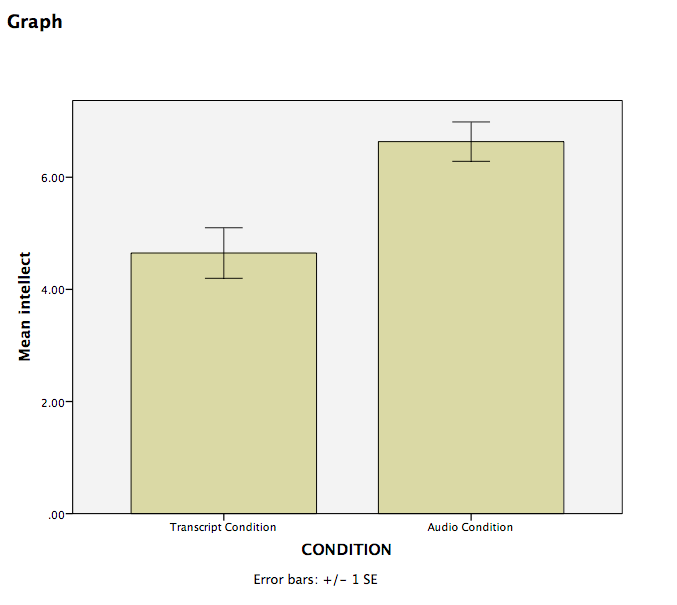 Graph
Mean intellect
6.00
4.00
2.00
.00
Transcript Condition
Audio Condition
CONDITION
Error bars: +/- 1 SE